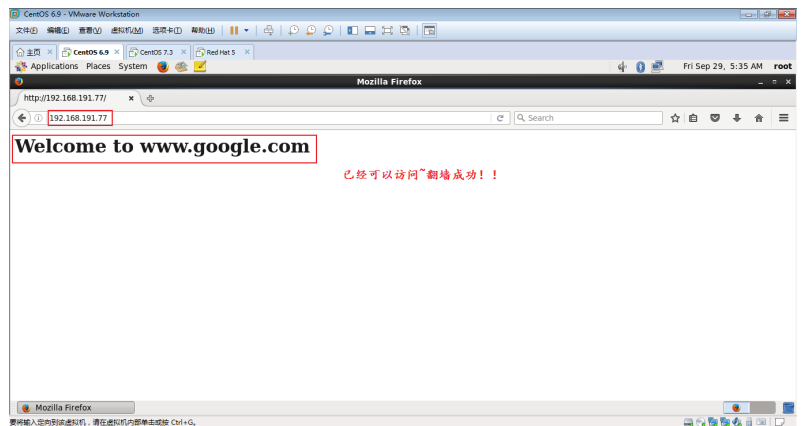 CentOS 6.9 - VMware Workstation
文件(F) 编辑(E) 查看(V) 虚拟机(M) 选项卡(T) 帮助(H)
主页 CentOS 6.9 CentOS 7.3 Red Hat 5
Applications Places System Fri Sep 29, 5:35 AM root
Mozilla Firefox
http://192.168.191.77/
192.168.191.77 Search
Welcome to www.google.com
已经可以访问~翻墙成功！！
Mozilla Firefox
要将输入定向到该虚拟机，请在虚拟机内部单击或按 Ctrl+G。